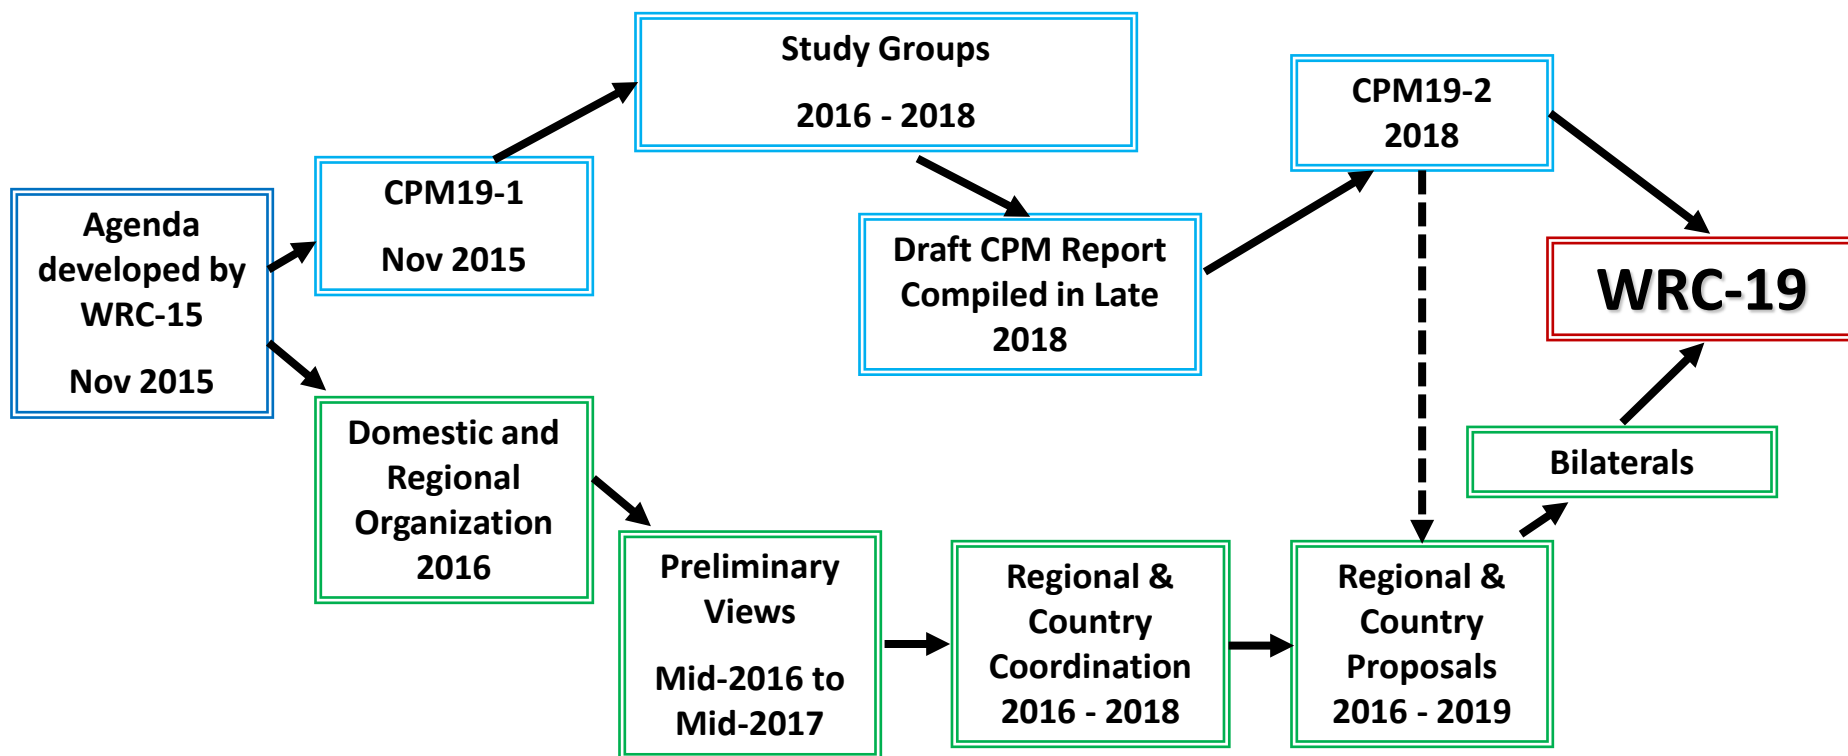 Agenda
developed by
WRC-15
Nov 2015
CPM19-1
Nov 2015
Study Groups
2016 - 2018
Draft CPM Report
Compiled in Late
2018
CPM19-2
2018
WRC-19
Domestic and
Regional
Organization
2016
Preliminary
Views
Mid-2016 to
Mid-2017
Regional &
Country
Coordination
2016 - 2018
Regional &
Country
Proposals
2016 - 2019
Bilaterals